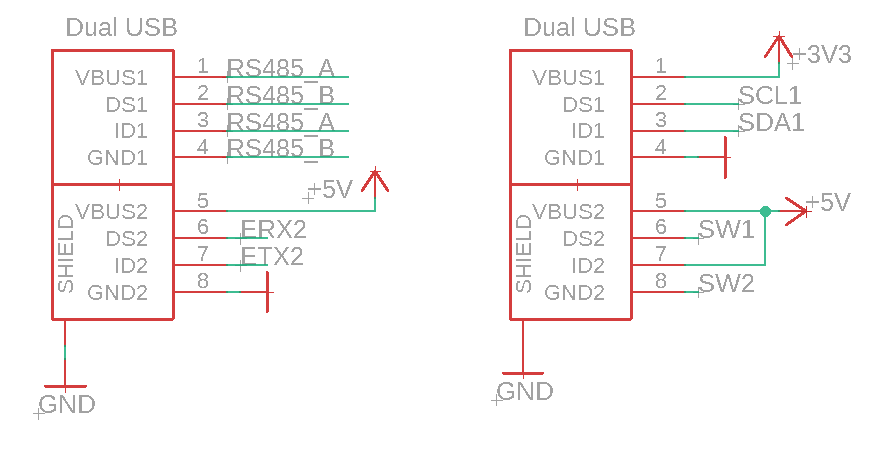 Dual USB
VBUS1 1 RS485_A
DS1 2 RS485_B
ID1 3 RS485_A
GND1 4 RS485_B
+5V
VBUS2 5
DS2 6 ERX2
ID2 7 ETX2
GND2 8
SHIELD
GND
Dual USB
+3V3
VBUS1 1
DS1 2 SCL1
ID1 3 SDA1
GND1 4
VBUS2 5 +5V
DS2 6 SW1
ID2 7
GND2 8 SW2
SHIELD
GND